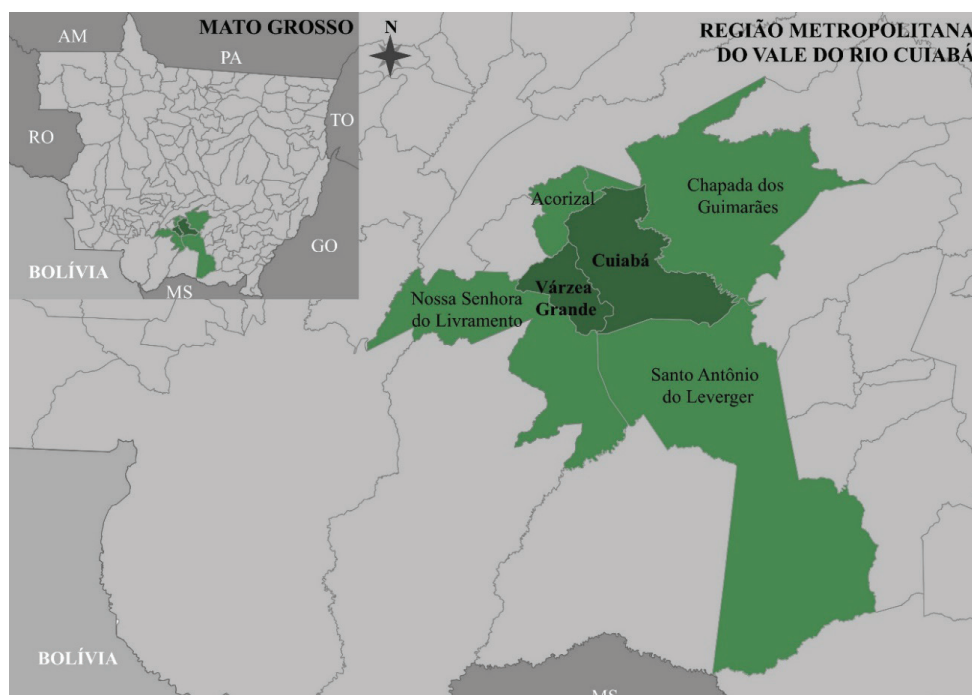 MATO GROSSO
AM
PA
RO
TO
GO
BOLÍVIA
MS
N
REGIÃO METROPOLITANA
DO VALE DO RIO CUIABÁ
Acorizal
Chapada dos
Guimarães
Cuiabá
Várzea
Grande
Nossa Senhora
do Livramento
Santo Antônio
do Leverger
BOLÍVIA
MS